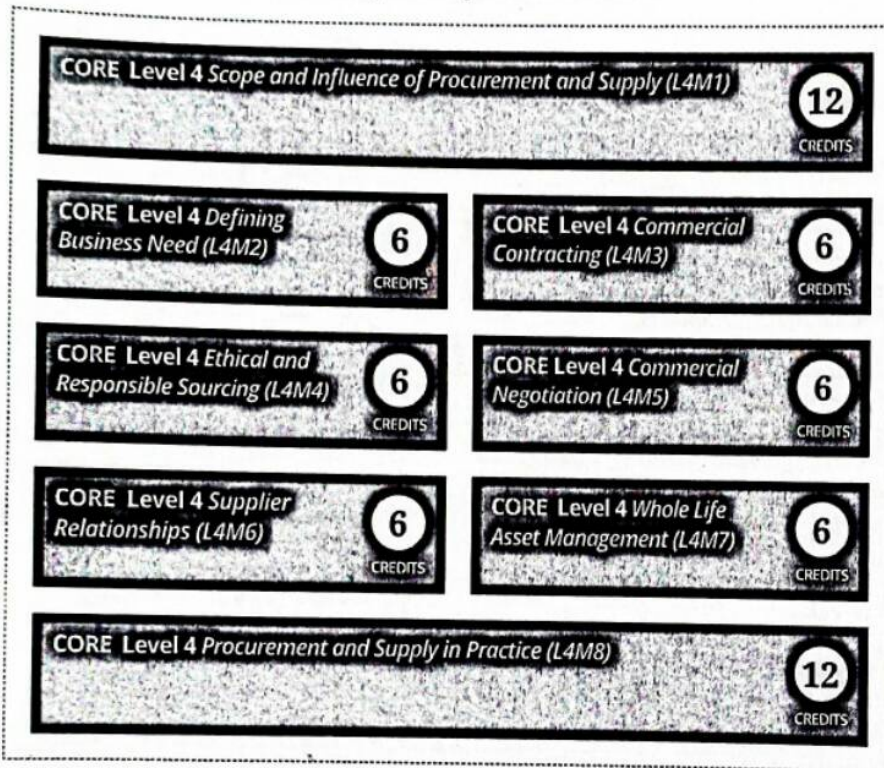 CORE Level 4 Scope and Influence of Procurement and Supply (L4M1)
12
CREDITS
CORE Level 4 Defining
Business Need (L4M2)
6
CREDITS
CORE Level 4 Commercial
Contracting (L4M3)
6
CREDITS
CORE Level 4 Ethical and
Responsible Sourcing (L4M4)
6
CREDITS
CORE Level 4 Commercial
Negotiation (L4M5)
6
CREDITS
CORE Level 4 Supplier
Relationships (L4M6)
6
CREDITS
CORE Level 4 Whole Life
Asset Management (L4M7)
6
CREDITS
CORE Level 4 Procurement and Supply in Practice (L4M8)
12
CREDITS